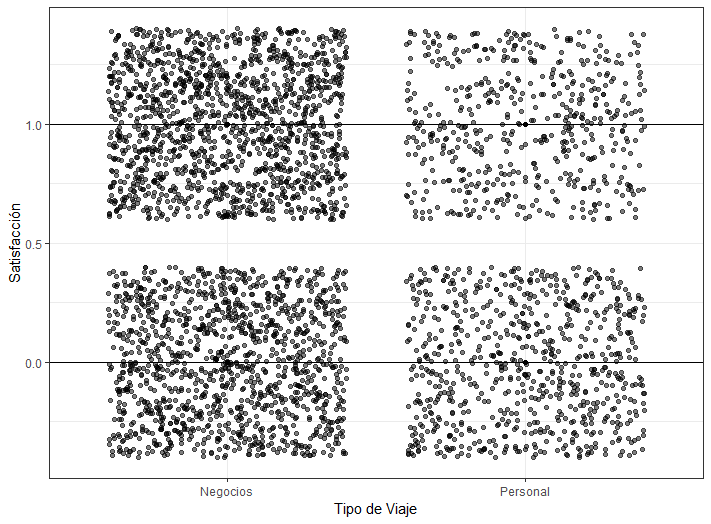 1.0
0.5
0.0
Satisfacción
Negocios
Personal
Tipo de Viaje